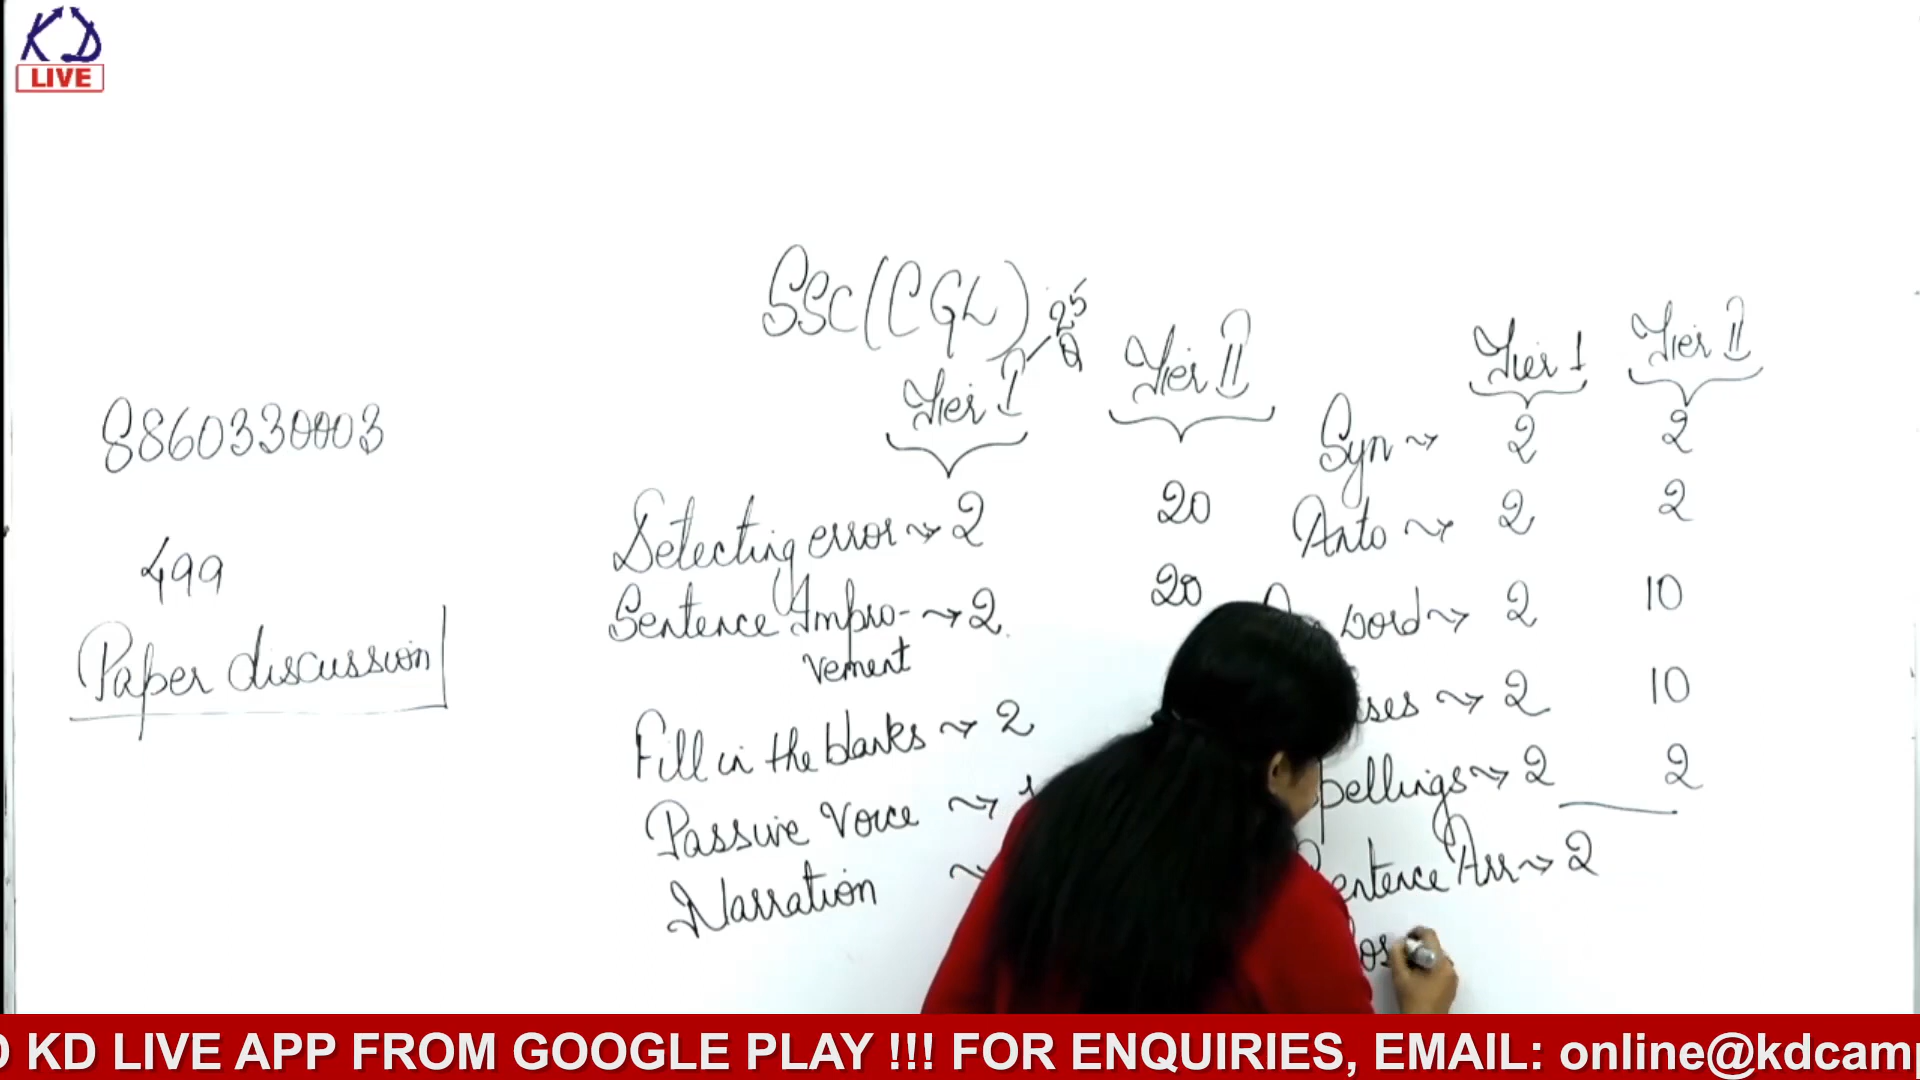 KD
LIVE
SSC (CGL)
25
Q
Tier I
Tier II
Tier I
Tier II
8860330003
499
Paper discussion
Detecting error → 2 20
Sentence Impro- → 2 20
vement
Fill in the blanks → 2
Passive Voice →
Narration
Syn → 2 2
Anto → 2 2
word → 2 10
ses → 2 10
pellings → 2 2
entence Arr → 2
los
KD LIVE APP FROM GOOGLE PLAY !!! FOR ENQUIRIES, EMAIL: online@kdcam